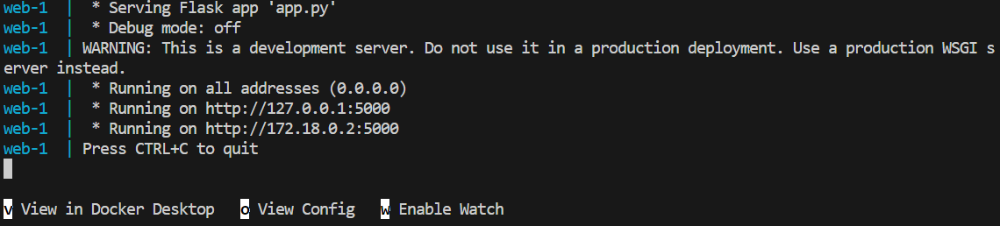 web-1  |  * Serving Flask app 'app.py'
web-1  |  * Debug mode: off
web-1  | WARNING: This is a development server. Do not use it in a production deployment. Use a production WSGI s
erver instead.
web-1  |  * Running on all addresses (0.0.0.0)
web-1  |  * Running on http://127.0.0.1:5000
web-1  |  * Running on http://172.18.0.2:5000
web-1  | Press CTRL+C to quit
v View in Docker Desktop   o View Config   w Enable Watch